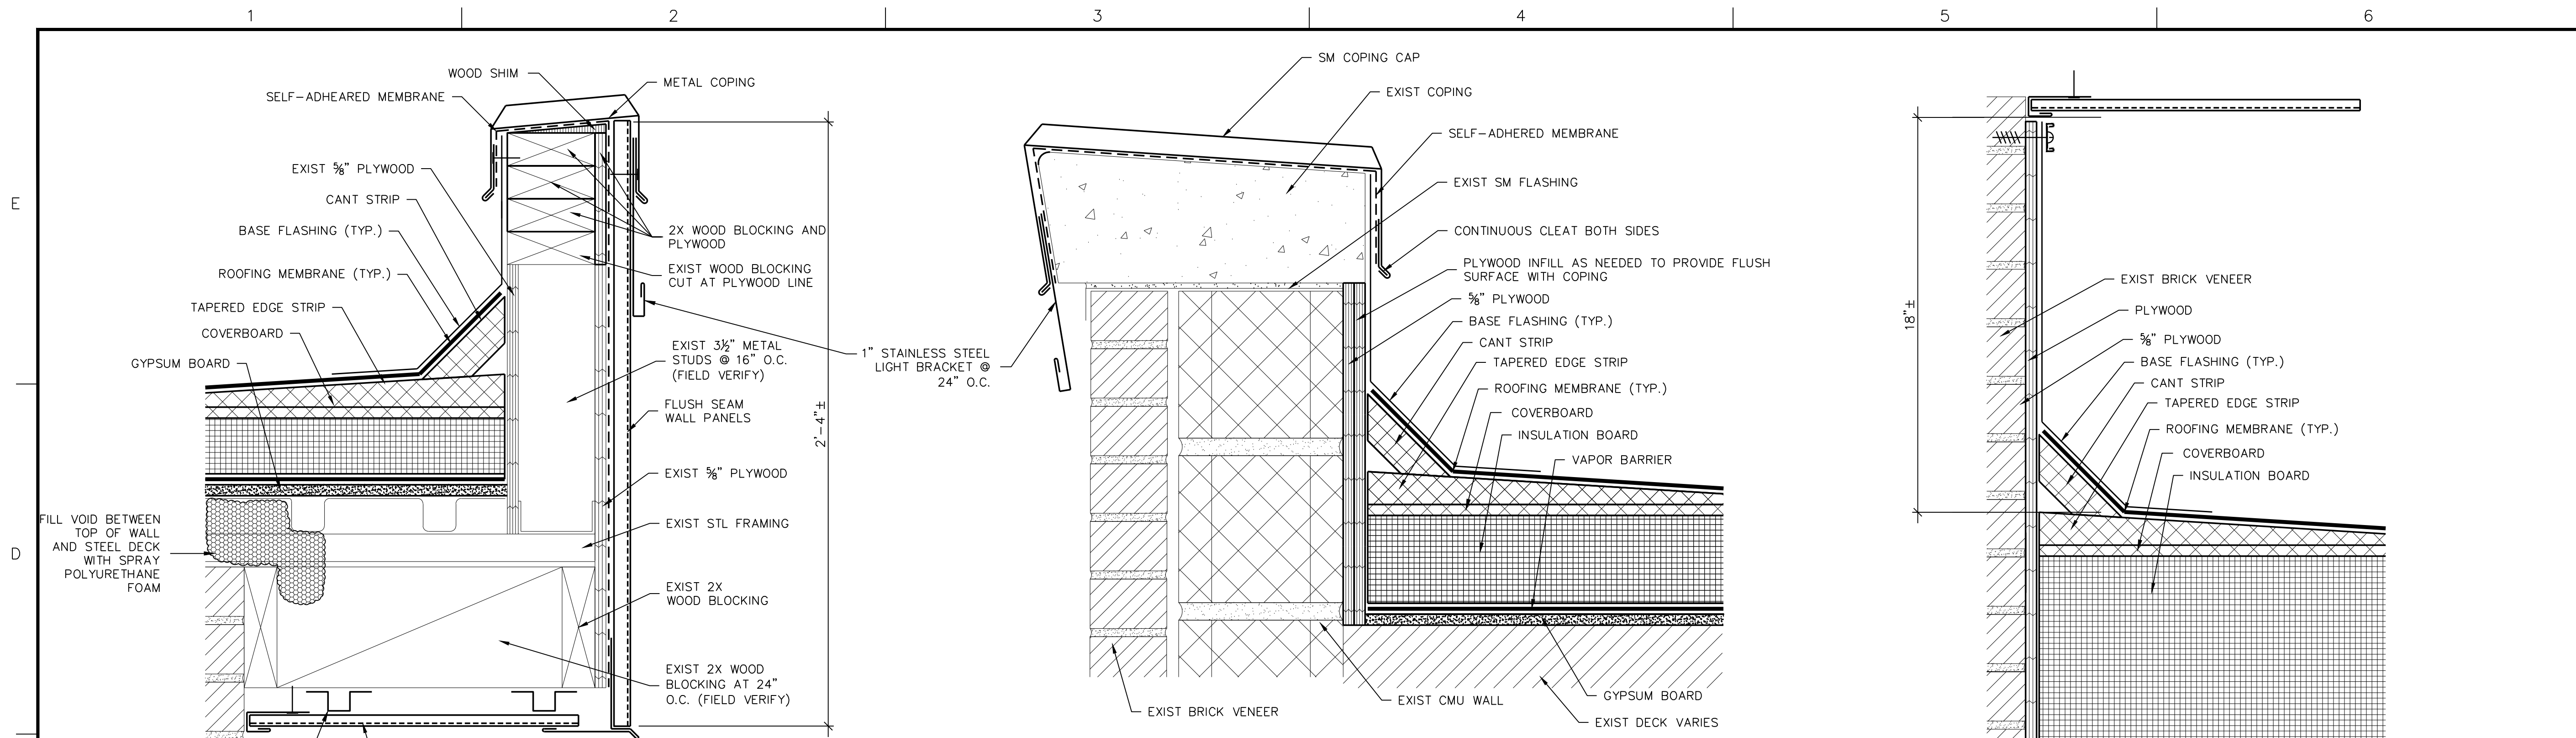 1
2
3
4
5
6
E
D
WOOD SHIM
METAL COPING
SELF-ADHEARED MEMBRANE
EXIST 5/8" PLYWOOD
CANT STRIP
BASE FLASHING (TYP.)
ROOFING MEMBRANE (TYP.)
TAPERED EDGE STRIP
COVERBOARD
GYPSUM BOARD
FILL VOID BETWEEN
TOP OF WALL
AND STEEL DECK
WITH SPRAY
POLYURETHANE
FOAM
2X WOOD BLOCKING AND
PLYWOOD
EXIST WOOD BLOCKING
CUT AT PLYWOOD LINE
EXIST 3½" METAL
STUDS @ 16" O.C.
(FIELD VERIFY)
FLUSH SEAM
WALL PANELS
EXIST 5/8" PLYWOOD
EXIST STL FRAMING
EXIST 2X
WOOD BLOCKING
EXIST 2X WOOD
BLOCKING AT 24"
O.C. (FIELD VERIFY)
2'-4"±
1" STAINLESS STEEL
LIGHT BRACKET @
24" O.C.
SM COPING CAP
EXIST COPING
SELF-ADHERED MEMBRANE
EXIST SM FLASHING
CONTINUOUS CLEAT BOTH SIDES
PLYWOOD INFILL AS NEEDED TO PROVIDE FLUSH
SURFACE WITH COPING
5/8" PLYWOOD
BASE FLASHING (TYP.)
CANT STRIP
TAPERED EDGE STRIP
ROOFING MEMBRANE (TYP.)
COVERBOARD
INSULATION BOARD
VAPOR BARRIER
GYPSUM BOARD
EXIST CMU WALL
EXIST BRICK VENEER
EXIST DECK VARIES
18"±
EXIST BRICK VENEER
PLYWOOD
5/8" PLYWOOD
BASE FLASHING (TYP.)
CANT STRIP
TAPERED EDGE STRIP
ROOFING MEMBRANE (TYP.)
COVERBOARD
INSULATION BOARD